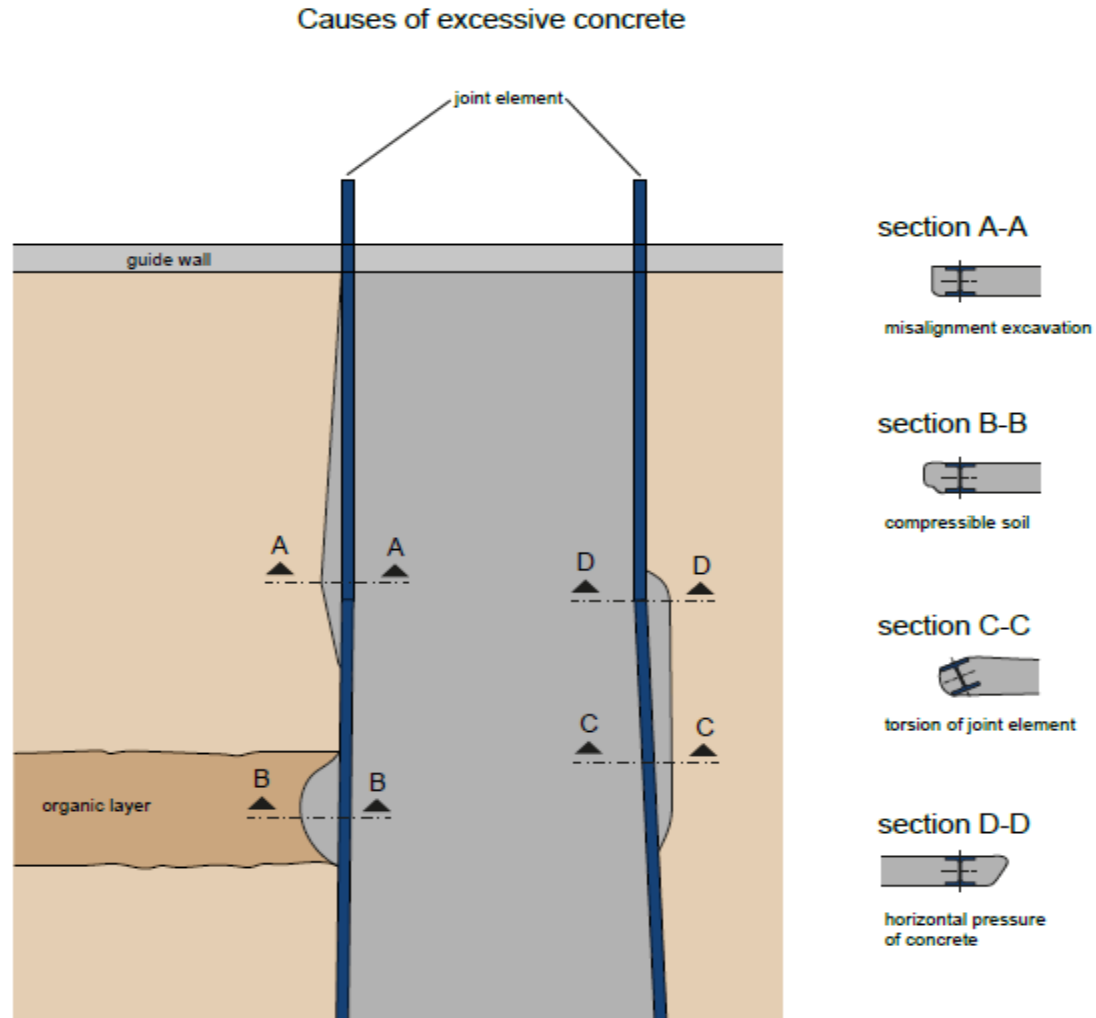 Causes of excessive concrete
joint element
guide wall
section A-A
misalignment excavation
section B-B
compressible soil
A
A
D
D
section C-C
torsion of joint element
C
C
B
B
organic layer
section D-D
horizontal pressure
of concrete